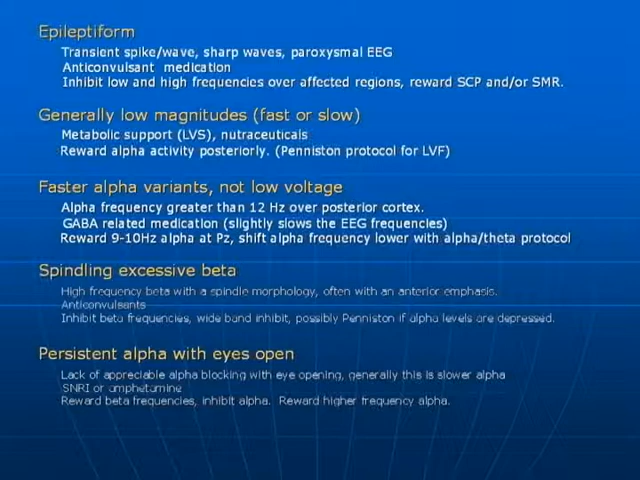 Epileptiform
Transient spike/wave, sharp waves, paroxysmal EEG
Anticonvulsant medication
Inhibit low and high frequencies over affected regions, reward SCP and/or SMR.
Generally low magnitudes (fast or slow)
Metabolic support (LVS), nutraceuticals
Reward alpha activity posteriorly. (Penniston protocol for LVF)
Faster alpha variants, not low voltage
Alpha frequency greater than 12 Hz over posterior cortex.
GABA related medication (slightly slows the EEG frequencies)
Reward 9-10Hz alpha at Pz, shift alpha frequency lower with alpha/theta protocol
Spindling excessive beta
High frequency beta with a spindle morphology, often with an anterior emphasis.
Anticonvulsants
Inhibit beta frequencies, wide band inhibit, possibly Penniston if alpha levels are depressed.
Persistent alpha with eyes open
Lack of appreciable alpha blocking with eye opening, generally this is slower alpha
SNRI or amphetamine
Reward beta frequencies, inhibit alpha. Reward higher frequency alpha.